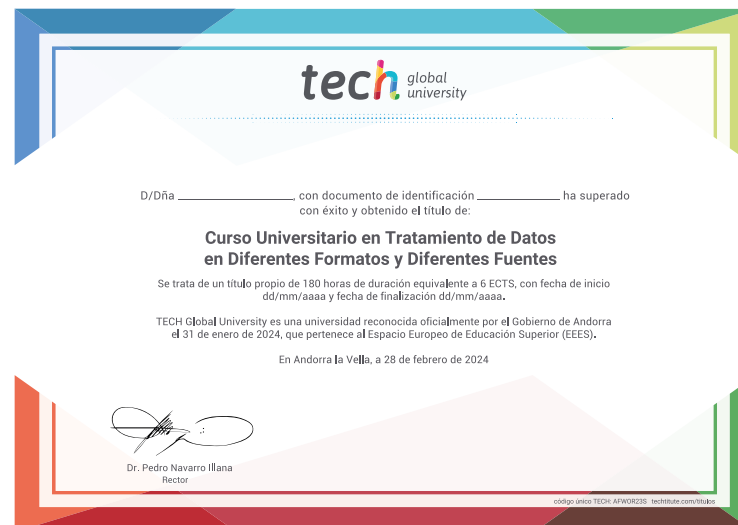 tech global university
D/Dña ____________________, con documento de identificación ______________ ha superado
con éxito y obtenido el título de:
Curso Universitario en Tratamiento de Datos
en Diferentes Formatos y Diferentes Fuentes
Se trata de un título propio de 180 horas de duración equivalente a 6 ECTS, con fecha de inicio
dd/mm/aaaa y fecha de finalización dd/mm/aaaa.
TECH Global University es una universidad reconocida oficialmente por el Gobierno de Andorra
el 31 de enero de 2024, que pertenece al Espacio Europeo de Educación Superior (EEES).
En Andorra la Vella, a 28 de febrero de 2024
Dr. Pedro Navarro Illana
Rector
código único TECH: AFWOR23S techtitute.com/títulos